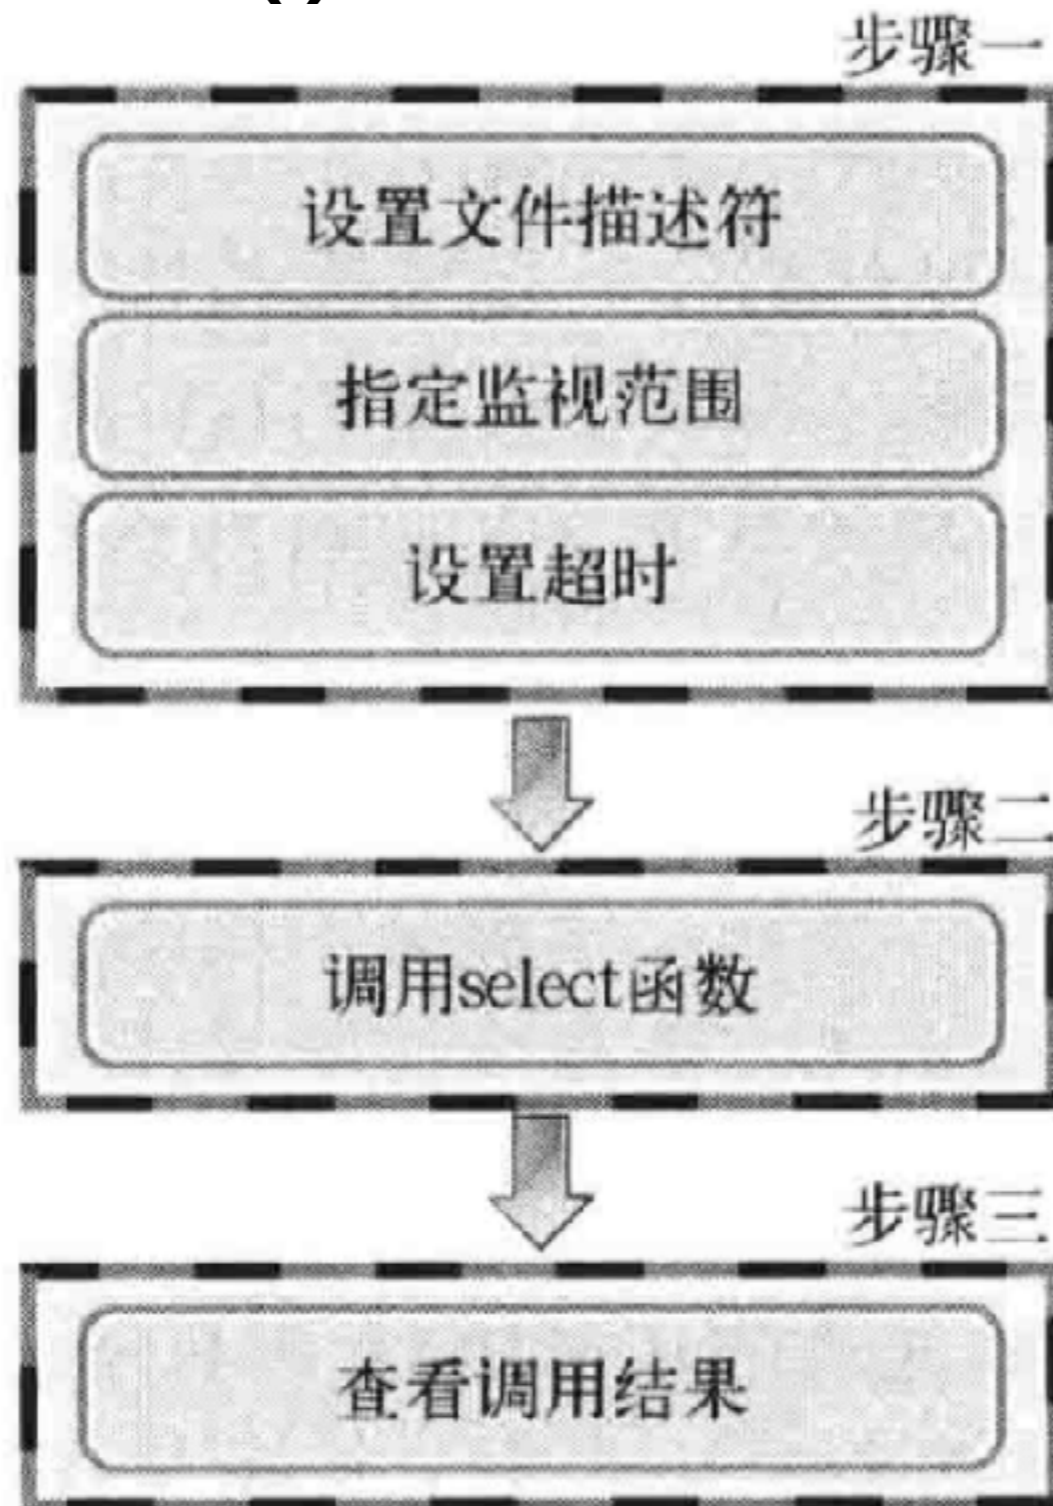 步骤一
设置文件描述符
指定监视范围
设置超时
步骤二
调用select函数
步骤三
查看调用结果